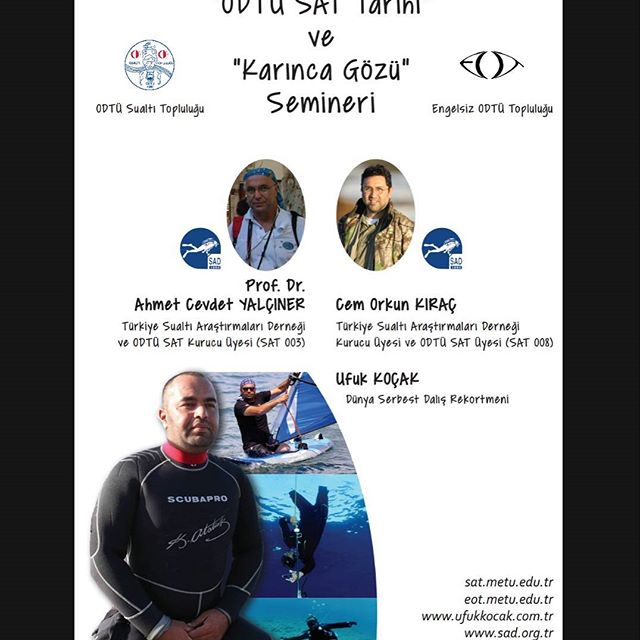 ODTÜ SAT Tarihi"
ve
"Karınca Gözü"
Semineri
ODTÜ Sualtı Topluluğu
Engelsiz ODTÜ Topluluğu
SAD
SAD
Prof. Dr.
Ahmet Cevdet YALÇINER
Türkiye Sualtı Araştırmaları Derneği
ve ODTÜ SAT Kurucu Üyesi (SAT 003)
Cem Orkun KIRAÇ
Türkiye Sualtı Araştırmaları Derneği
Kurucu Üyesi ve ODTÜ SAT Üyesi (SAT 008)
Ufuk KOÇAK
Dünya Serbest Dalış Rekortmeni
SCUBAPRO
K. Atatürk
sat.metu.edu.tr
eot.metu.edu.tr
www.ufukkocak.com.tr
www.sad.org.tr